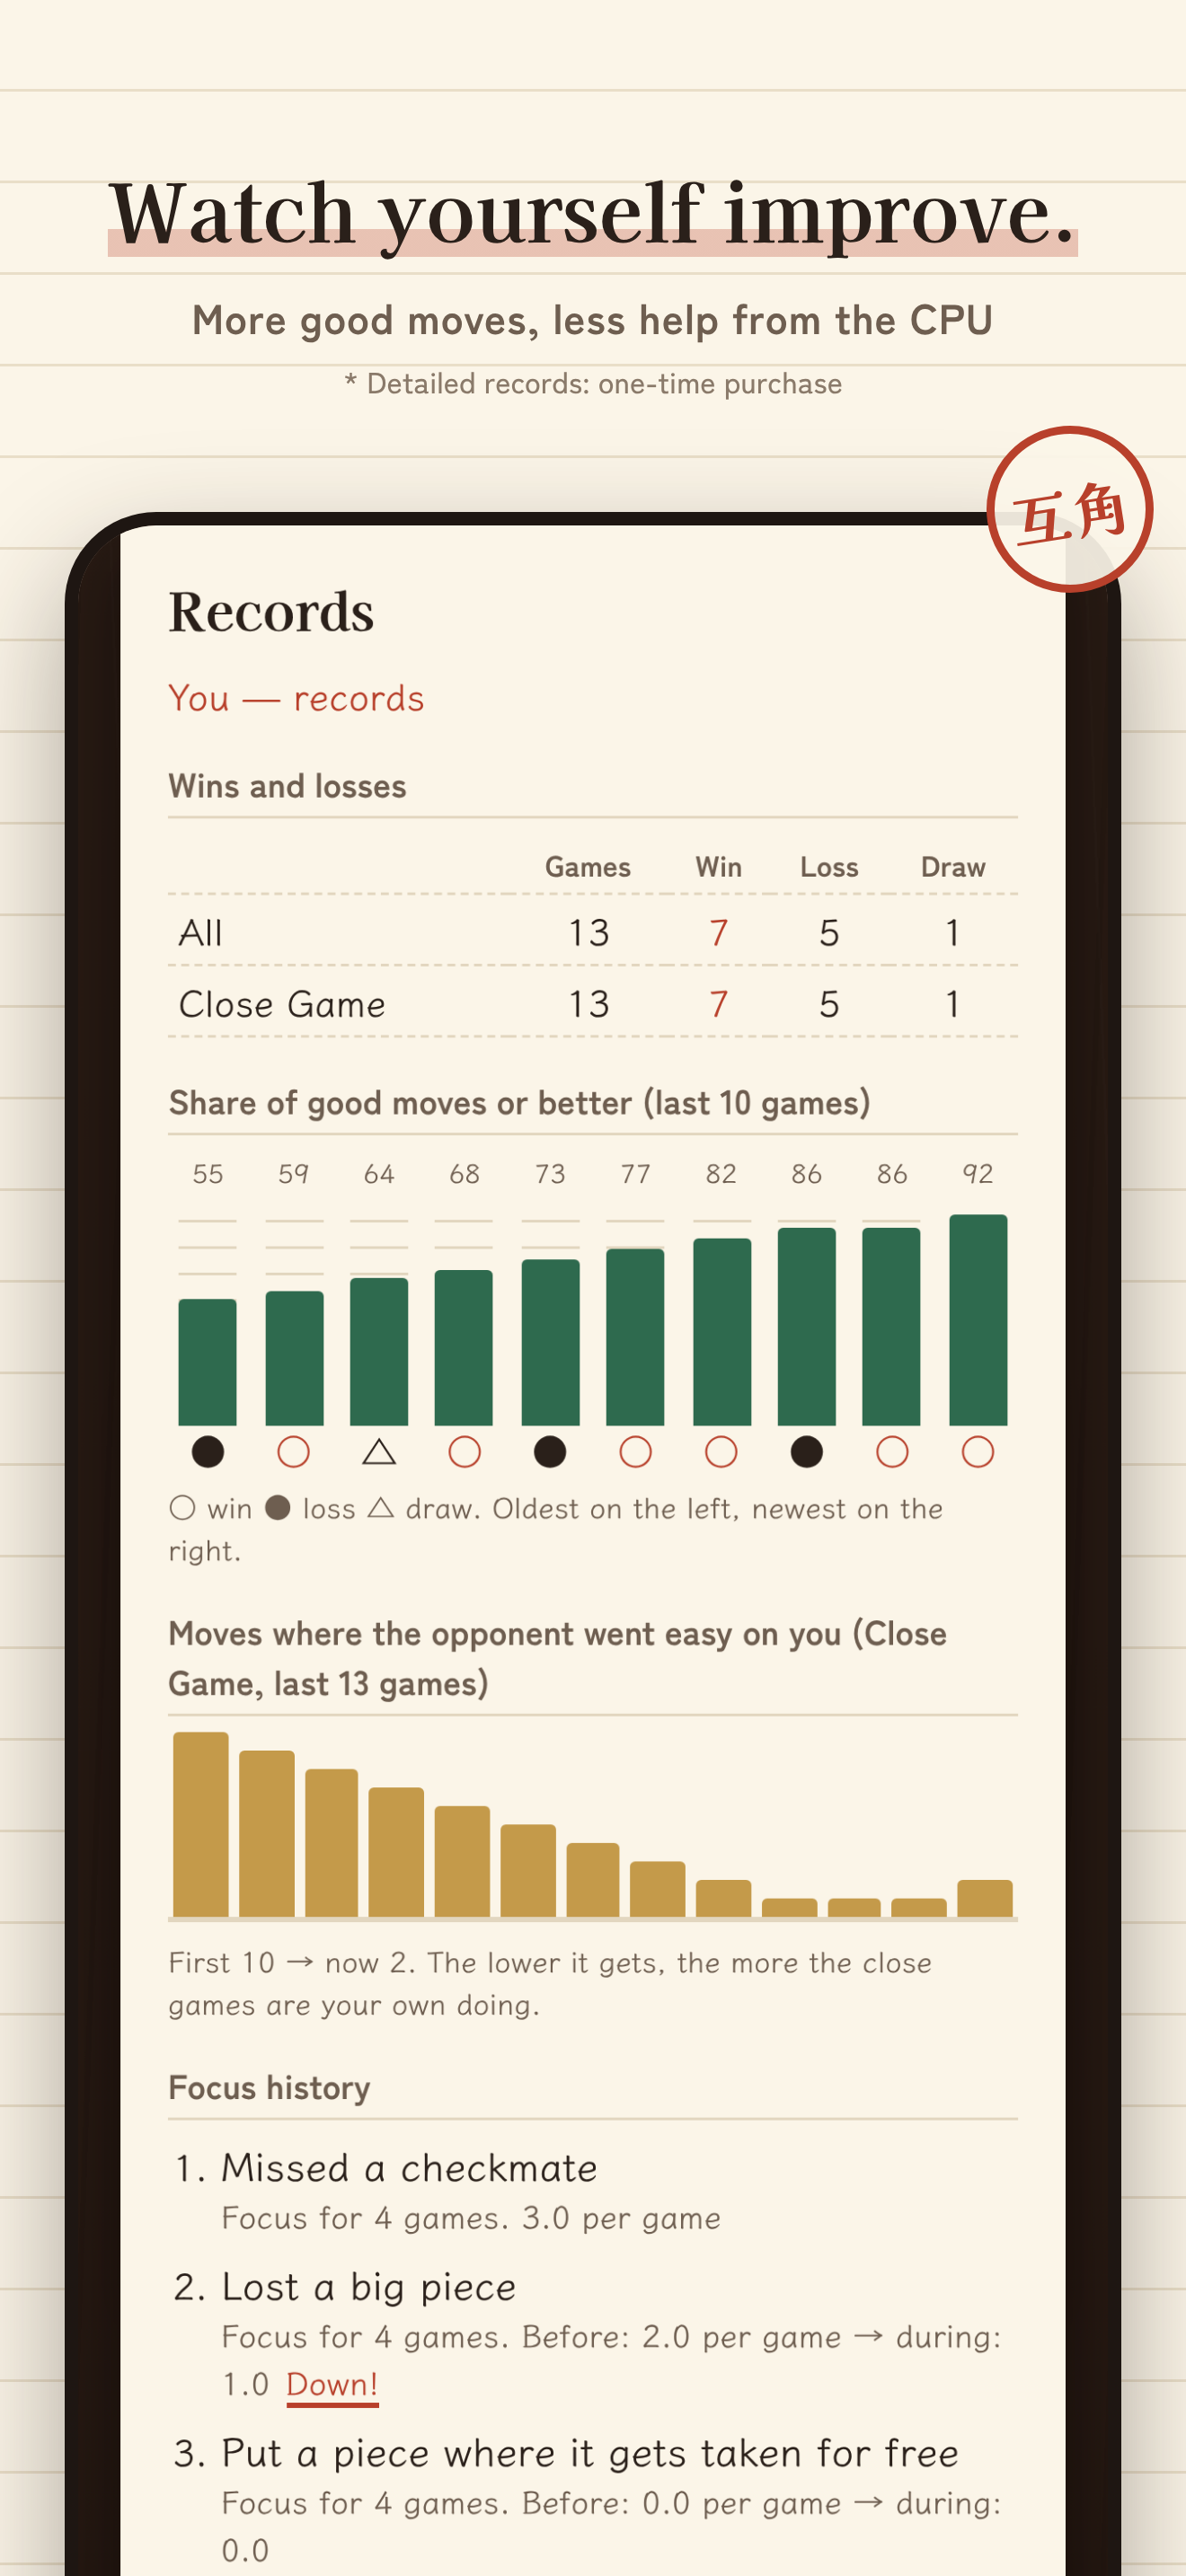 Watch yourself improve.
More good moves, less help from the CPU
* Detailed records: one-time purchase
互角
Records
You — records
Wins and losses
Games Win Loss Draw
All 13 7 5 1
Close Game 13 7 5 1
Share of good moves or better (last 10 games)
55 59 64 68 73 77 82 86 86 92
● ○ △ ○ ● ○ ○ ● ○ ○
○ win ● loss △ draw. Oldest on the left, newest on the
right.
Moves where the opponent went easy on you (Close
Game, last 13 games)
First 10 → now 2. The lower it gets, the more the close
games are your own doing.
Focus history
1. Missed a checkmate
Focus for 4 games. 3.0 per game
2. Lost a big piece
Focus for 4 games. Before: 2.0 per game → during:
1.0 Down!
3. Put a piece where it gets taken for free
Focus for 4 games. Before: 0.0 per game → during:
0.0